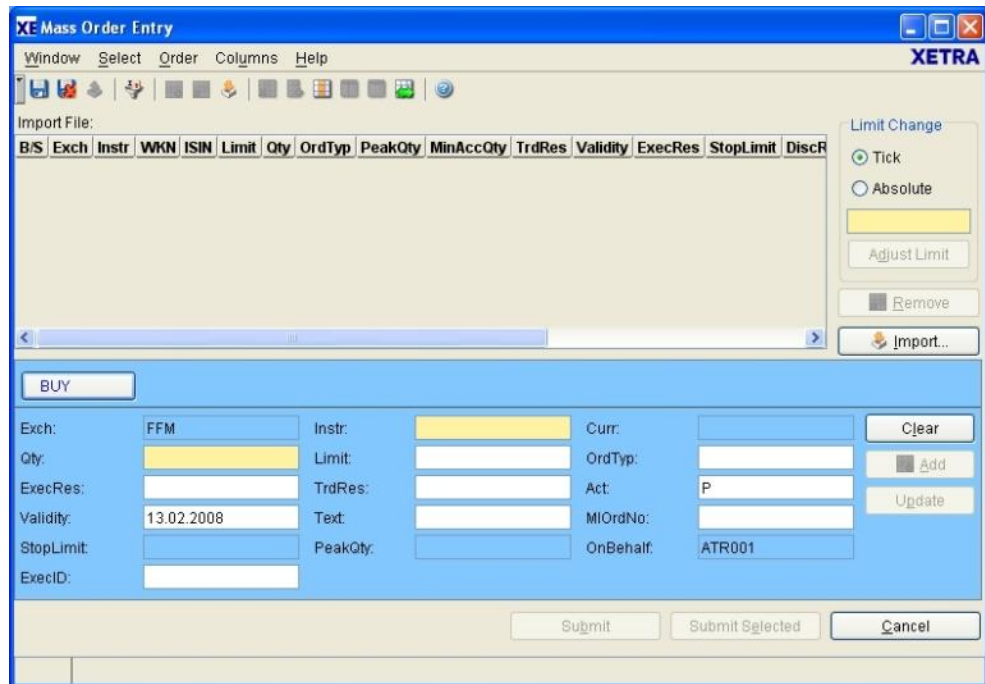 XE Mass Order Entry
Window Select Order Columns Help XETRA
Import File:
B/S Exch Instr WKN ISIN Limit Qty OrdTyp PeakQty MinAccQty TrdRes Validity ExecRes StopLimit DiscR
Limit Change
Tick
Absolute
Adjust Limit
Remove
Import...
BUY
Exch: FFM Instr: Curr: Clear
Qty: Limit: OrdTyp: Add
ExecRes: TrdRes: Act: P Update
Validity: 13.02.2008 Text: MIOrdNo:
StopLimit: PeakQty: OnBehalf: ATR001
ExecID:
Submit Submit Selected Cancel